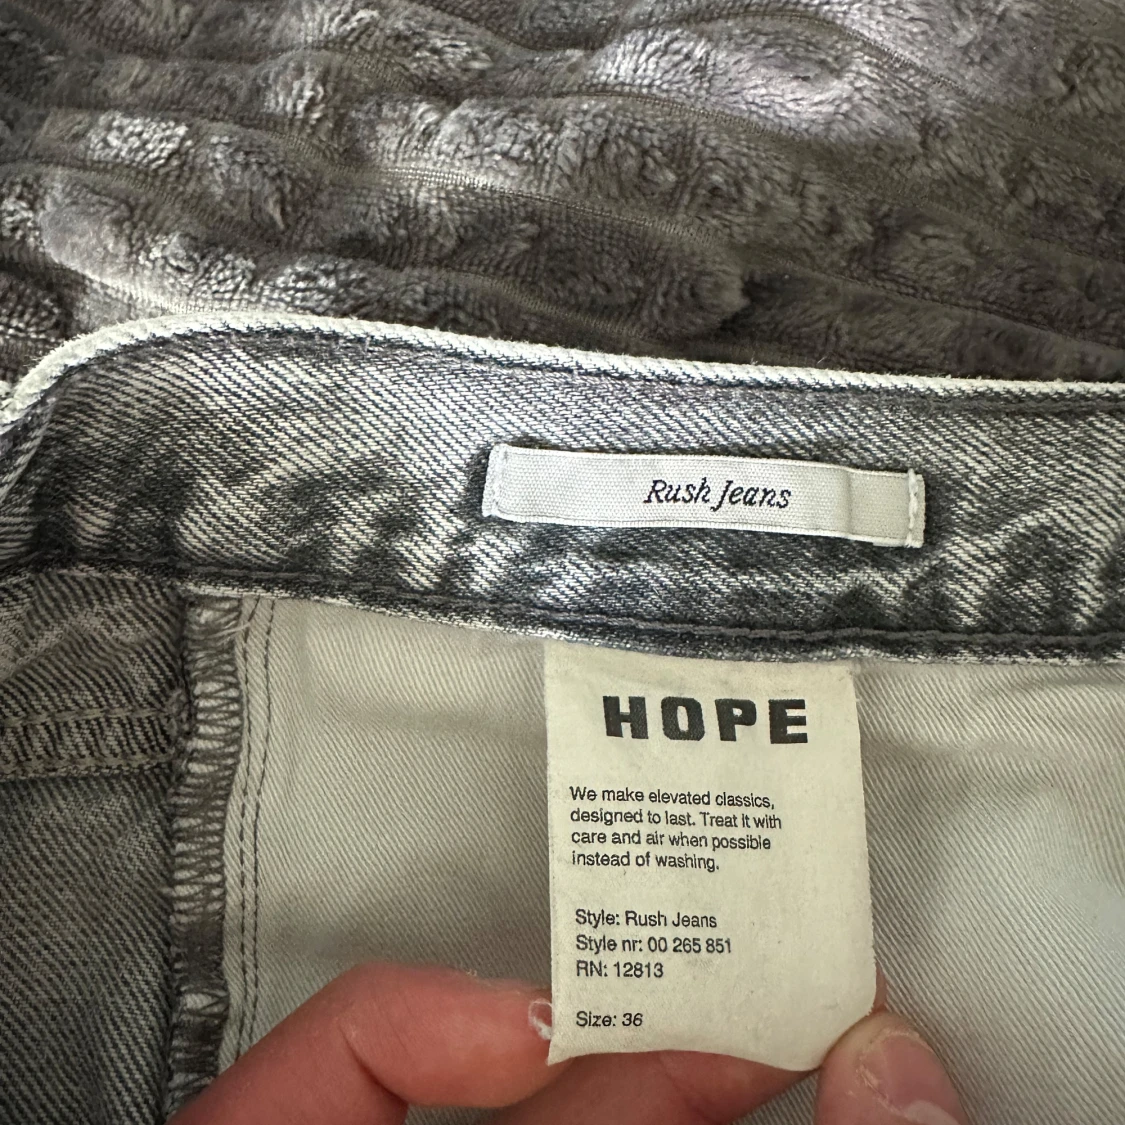 Rush Jeans
HOPE
We make elevated classics,
designed to last. Treat it with
care and air when possible
instead of washing.
Style: Rush Jeans
Style nr: 00 265 851
RN: 12813
Size: 36